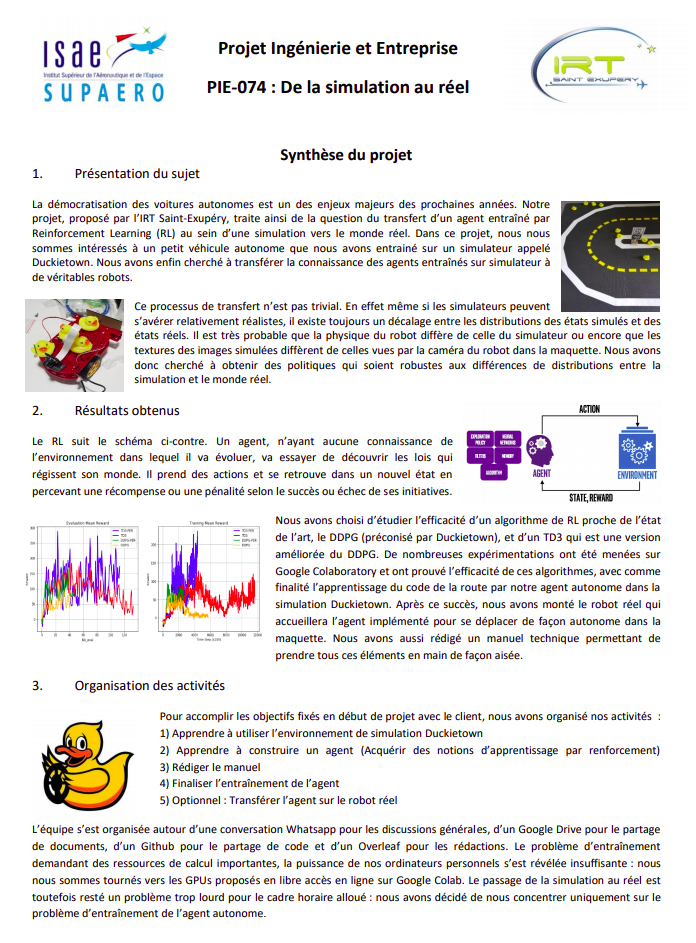 isae
Institut Supérieur de l'Aéronautique et de l'Espace
SUPAERO
Projet Ingénierie et Entreprise
PIE-074 : De la simulation au réel
IRT
SAINT EXUPERY
Synthèse du projet
1. Présentation du sujet
La démocratisation des voitures autonomes est un des enjeux majeurs des prochaines années. Notre
projet, proposé par l'IRT Saint-Exupéry, traite ainsi de la question du transfert d'un agent entraîné par
Reinforcement Learning (RL) au sein d'une simulation vers le monde réel. Dans ce projet, nous nous
sommes intéressés à un petit véhicule autonome que nous avons entrainé sur un simulateur appelé
Duckietown. Nous avons enfin cherché à transférer la connaissance des agents entraînés sur simulateur à
de véritables robots.
Ce processus de transfert n'est pas trivial. En effet même si les simulateurs peuvent
s'avérer relativement réalistes, il existe toujours un décalage entre les distributions des états simulés et des
états réels. Il est très probable que la physique du robot diffère de celle du simulateur ou encore que les
textures des images simulées diffèrent de celles vues par la caméra du robot dans la maquette. Nous avons
donc cherché à obtenir des politiques qui soient robustes aux différences de distributions entre la
simulation et le monde réel.
2. Résultats obtenus
Le RL suit le schéma ci-contre. Un agent, n'ayant aucune connaissance de
l'environnement dans lequel il va évoluer, va essayer de découvrir les lois qui
régissent son monde. Il prend des actions et se retrouve dans un nouvel état en
percevant une récompense ou une pénalité selon le succès ou échec de ses initiatives.
ACTION
EXPLORATION
POLICY
NEURAL
NETWORKS
MEMORY
ALGORITHM
AGENT
ENVIRONMENT
STATE, REWARD
Evaluation Mean Reward
Training Mean Reward
Nous avons choisi d'étudier l'efficacité d'un algorithme de RL proche de l'état
de l'art, le DDPG (préconisé par Duckietown), et d'un TD3 qui est une version
améliorée du DDPG. De nombreuses expérimentations ont été menées sur
Google Colaboratory et ont prouvé l'efficacité de ces algorithmes, avec comme
finalité l'apprentissage du code de la route par notre agent autonome dans la
simulation Duckietown. Après ce succès, nous avons monté le robot réel qui
accueillera l'agent implémenté pour se déplacer de façon autonome dans la
maquette. Nous avons aussi rédigé un manuel technique permettant de
prendre tous ces éléments en main de façon aisée.
3. Organisation des activités
Pour accomplir les objectifs fixés en début de projet avec le client, nous avons organisé nos activités :
1) Apprendre à utiliser l'environnement de simulation Duckietown
2) Apprendre à construire un agent (Acquérir des notions d'apprentissage par renforcement)
3) Rédiger le manuel
4) Finaliser l'entraînement de l'agent
5) Optionnel : Transférer l'agent sur le robot réel
L'équipe s'est organisée autour d'une conversation Whatsapp pour les discussions générales, d'un Google Drive pour le partage
de documents, d'un Github pour le partage de code et d'un Overleaf pour les rédactions. Le problème d'entraînement
demandant des ressources de calcul importantes, la puissance de nos ordinateurs personnels s'est révélée insuffisante : nous
nous sommes tournés vers les GPUs proposés en libre accès en ligne sur Google Colab. Le passage de la simulation au réel est
toutefois resté un problème trop lourd pour le cadre horaire alloué : nous avons décidé de nous concentrer uniquement sur le
problème d'entraînement de l'agent autonome.